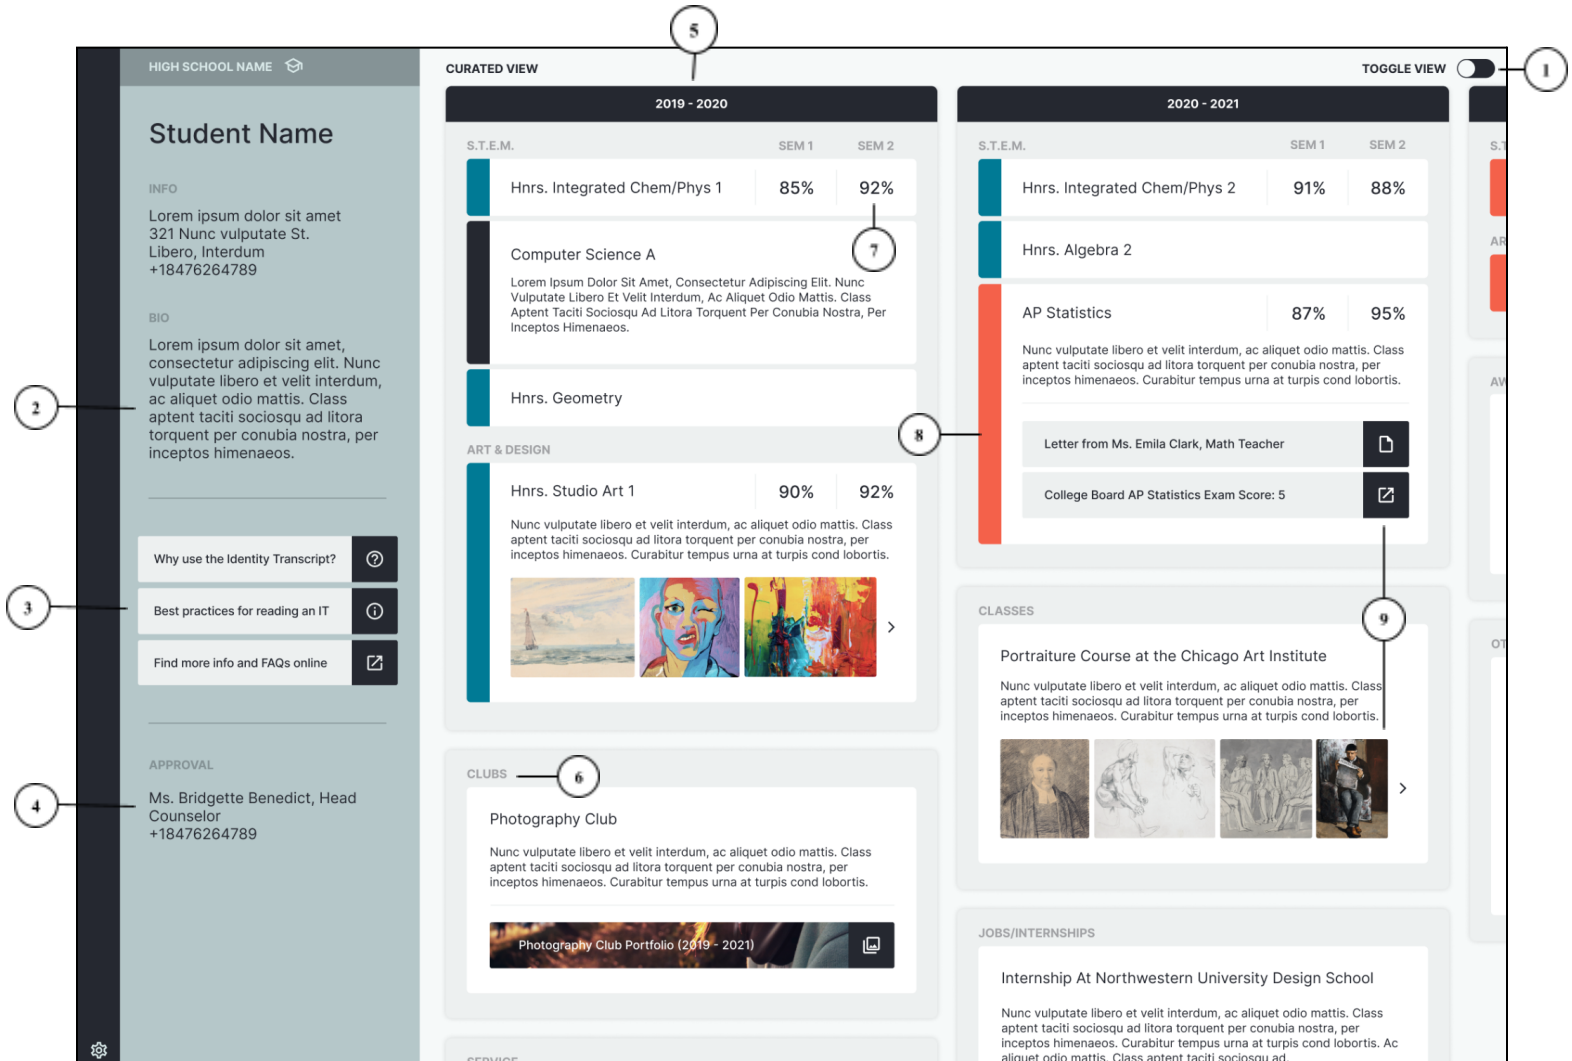 5
HIGH SCHOOL NAME
CURATED VIEW
TOGGLE VIEW
1
Student Name
INFO
Lorem ipsum dolor sit amet
321 Nunc vulputate St.
Libero, Interdum
+18476264789
BIO
Lorem ipsum dolor sit amet,
consectetur adipiscing elit. Nunc
vulputate libero et velit interdum,
ac aliquet odio mattis. Class
aptent taciti sociosqu ad litora
torquent per conubia nostra, per
inceptos himenaeos.
2
Why use the Identity Transcript?
Best practices for reading an IT
Find more info and FAQs online
3
APPROVAL
Ms. Bridgette Benedict, Head
Counselor
+18476264789
4
2019 - 2020
S.T.E.M. SEM 1 SEM 2
Hnrs. Integrated Chem/Phys 1 85% 92%
7
Computer Science A
Lorem Ipsum Dolor Sit Amet, Consectetur Adipiscing Elit. Nunc
Vulputate Libero Et Velit Interdum, Ac Aliquet Odio Mattis. Class
Aptent Taciti Sociosqu Ad Litora Torquent Per Conubia Nostra, Per
Inceptos Himenaeos.
Hnrs. Geometry
ART & DESIGN
Hnrs. Studio Art 1 90% 92%
Nunc vulputate libero et velit interdum, ac aliquet odio mattis. Class
aptent taciti sociosqu ad litora torquent per conubia nostra, per
inceptos himenaeos. Curabitur tempus urna at turpis cond lobortis.
CLUBS
6
Photography Club
Nunc vulputate libero et velit interdum, ac aliquet odio mattis. Class
aptent taciti sociosqu ad litora torquent per conubia nostra, per
inceptos himenaeos. Curabitur tempus urna at turpis cond lobortis.
Photography Club Portfolio (2019 - 2021)
SERVICE
2020 - 2021
S.T.E.M. SEM 1 SEM 2
Hnrs. Integrated Chem/Phys 2 91% 88%
Hnrs. Algebra 2
AP Statistics 87% 95%
Nunc vulputate libero et velit interdum, ac aliquet odio mattis. Class
aptent taciti sociosqu ad litora torquent per conubia nostra, per
inceptos himenaeos. Curabitur tempus urna at turpis cond lobortis.
8
Letter from Ms. Emila Clark, Math Teacher
College Board AP Statistics Exam Score: 5
9
CLASSES
Portraiture Course at the Chicago Art Institute
Nunc vulputate libero et velit interdum, ac aliquet odio mattis. Class
aptent taciti sociosqu ad litora torquent per conubia nostra, per
inceptos himenaeos. Curabitur tempus urna at turpis cond lobortis.
JOBS/INTERNSHIPS
Internship At Northwestern University Design School
Nunc vulputate libero et velit interdum, ac aliquet odio mattis. Class
aptent taciti sociosqu ad litora torquent per conubia nostra, per
inceptos himenaeos. Curabitur tempus urna at turpis cond lobortis. Ac
aliquet odio mattis. Class aptent taciti sociosqu ad.
S.T
AR
AW
OT